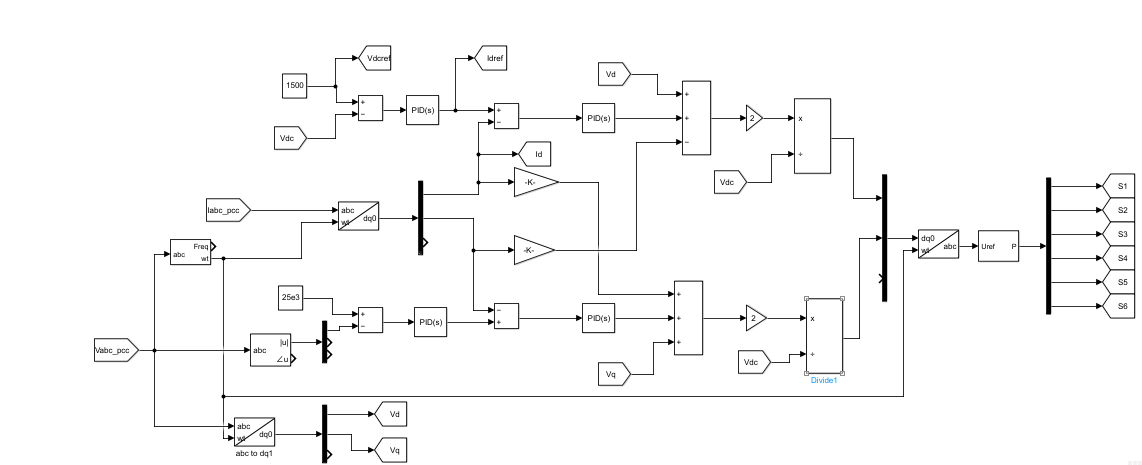 Vdcref
Idref
1500
+
−
PID(s)
+
−
PID(s)
Vd
+
+
−
2
x
÷
Vdc
Id
Vdc
-K-
Iabc_pcc
abc
wt
dq0
S1
S2
S3
S4
S5
S6
Freq
abc
wt
-K-
dq0
wt
abc
Uref
P
25e3
+
−
PID(s)
−
+
PID(s)
+
+
+
2
x
÷
Vabc_pcc
abc
|u|
∠u
Vq
Vdc
Divide1
abc
wt
dq0
abc to dq1
Vd
Vq